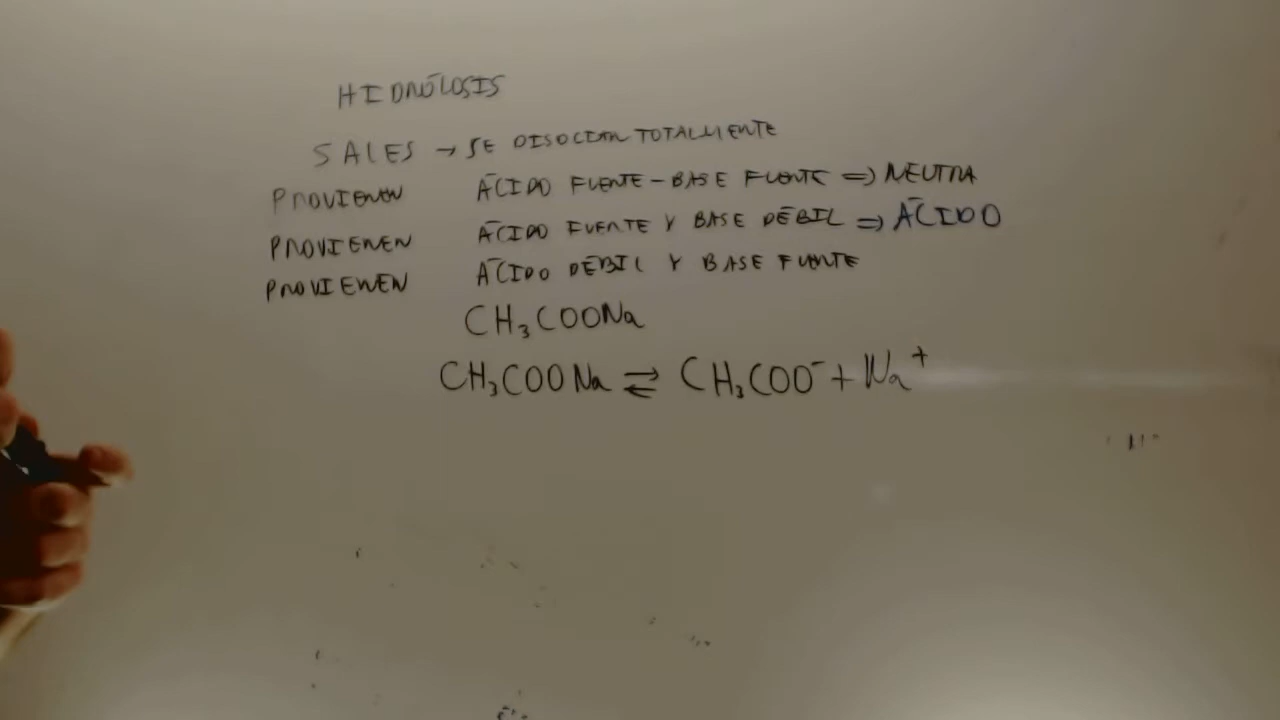 HIDRÓLOSIS
SALES → SE DISOCIAN TOTALMENTE
PROVIENEN ÁCIDO FUERTE - BASE FUERTE => NEUTRA
PROVIENEN ÁCIDO FUERTE Y BASE DÉBIL => ÁCIDO
PROVIENEN ÁCIDO DÉBIL Y BASE FUERTE
CH₃COONa
CH₃COONa ⇌ CH₃COO⁻ + Na⁺